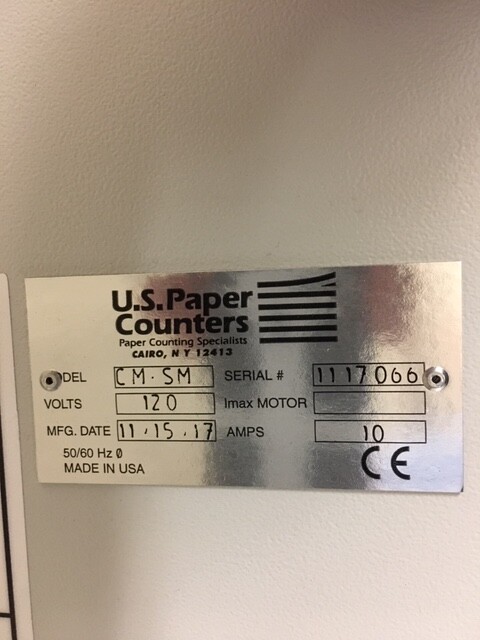 U.S. Paper
Counters
Paper Counting Specialists
CAIRO, N Y 12413
ODEL CM-SM SERIAL # 1117066
VOLTS 120 Imax MOTOR
MFG. DATE 11.15.17 AMPS 10
50/60 Hz Ø
MADE IN USA CE